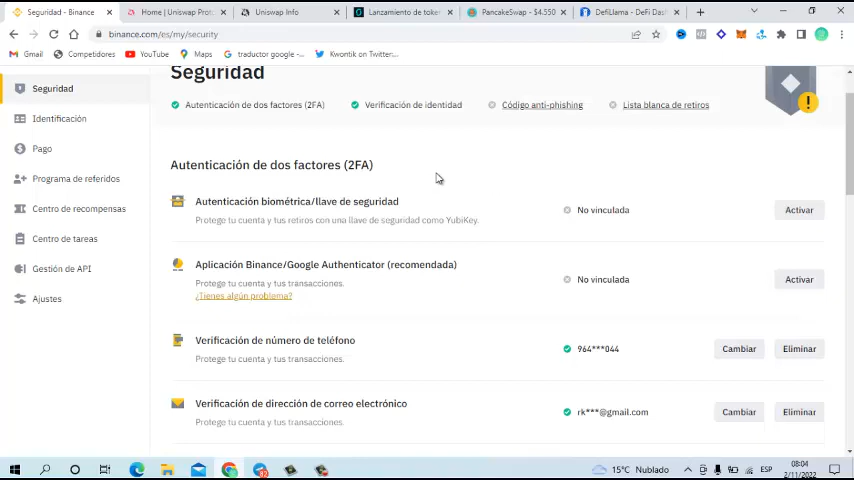 Seguridad - Binance
Home | Uniswap Prot
Uniswap Info
Lanzamiento de token
PancakeSwap - $4.550
DefiLlama - DeFi Dash
binance.com/es/my/security
Gmail
Competidores
YouTube
Maps
traductor google -...
Kwontik on Twitter:...
Seguridad
Seguridad
Autenticación de dos factores (2FA)
Verificación de identidad
Código anti-phishing
Lista blanca de retiros
Identificación
Pago
Programa de referidos
Centro de recompensas
Centro de tareas
Gestión de API
Ajustes
Autenticación de dos factores (2FA)
Autenticación biométrica/llave de seguridad
Protege tu cuenta y tus retiros con una llave de seguridad como YubiKey.
No vinculada
Activar
Aplicación Binance/Google Authenticator (recomendada)
Protege tu cuenta y tus transacciones.
¿Tienes algún problema?
No vinculada
Activar
Verificación de número de teléfono
Protege tu cuenta y tus transacciones.
964***044
Cambiar
Eliminar
Verificación de dirección de correo electrónico
Protege tu cuenta y tus transacciones.
rk***@gmail.com
Cambiar
Eliminar
15°C Nublado
ESP
08:04
2/11/2022